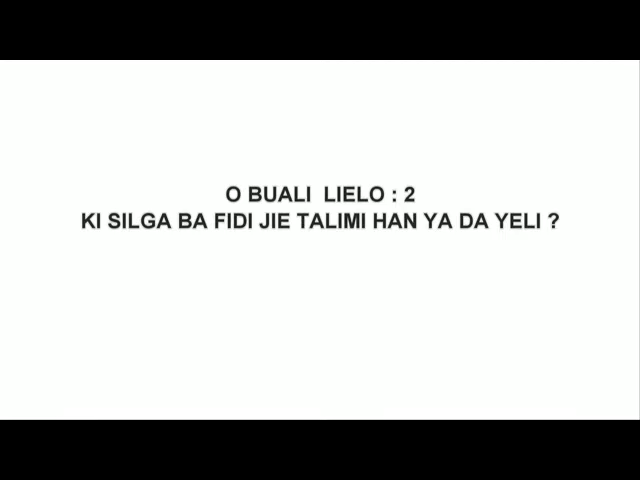 O BUALI  LIELO : 2
KI SILGA BA FIDI JIE TALIMI HAN YA DA YELI ?